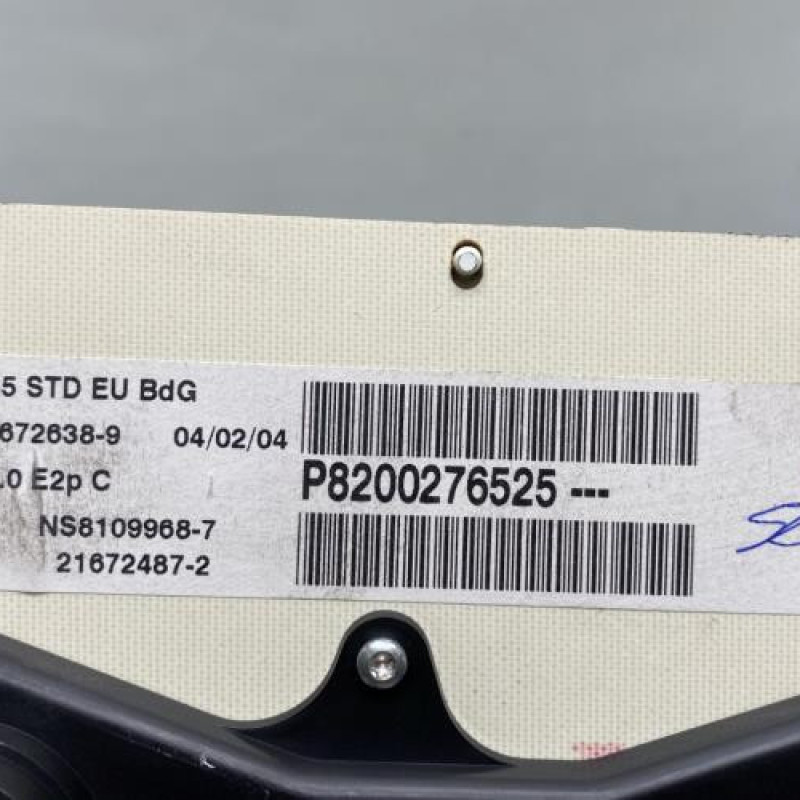 5 STD EU BdG
672638-9 04/02/04
.0 E2p C
NS8109968-7
21672487-2
P8200276525 ---